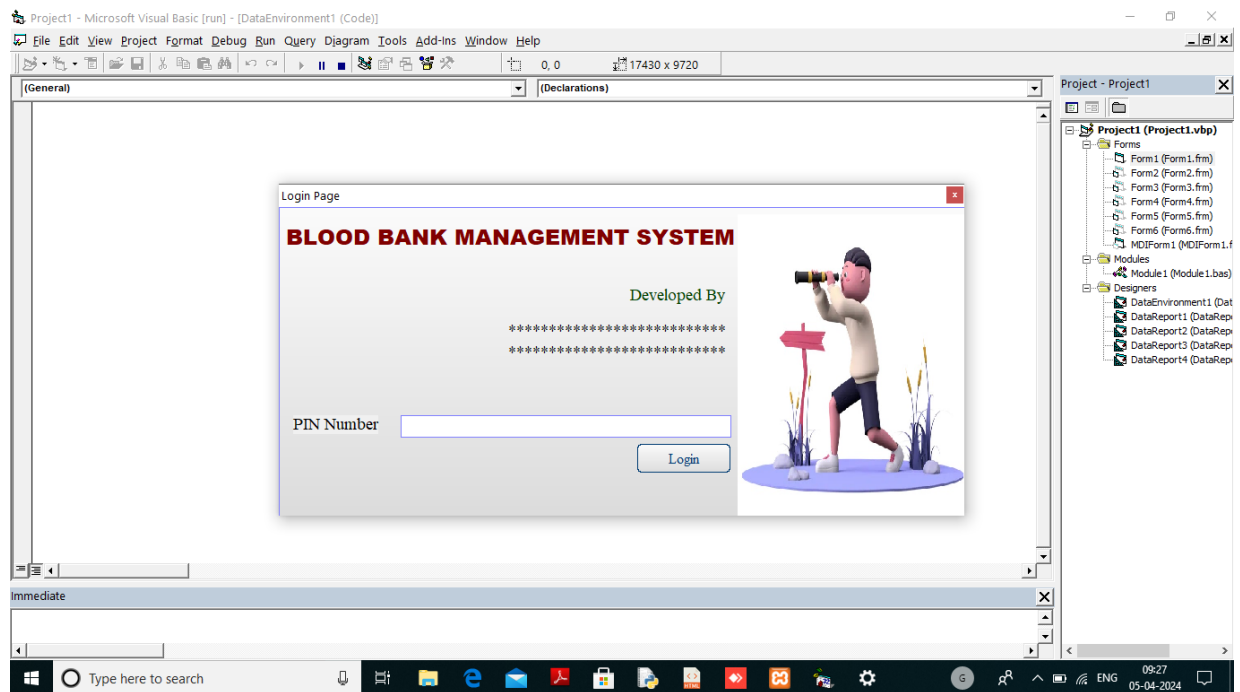 Project1 - Microsoft Visual Basic [run] - [DataEnvironment1 (Code)]
File Edit View Project Format Debug Run Query Diagram Tools Add-Ins Window Help
0, 0 17430 x 9720
(General) (Declarations)
Project - Project1
Project1 (Project1.vbp)
Forms
Form1 (Form1.frm)
Form2 (Form2.frm)
Form3 (Form3.frm)
Form4 (Form4.frm)
Form5 (Form5.frm)
Form6 (Form6.frm)
MDIForm1 (MDIForm1.f
Modules
Module1 (Module1.bas)
Designers
DataEnvironment1 (Dat
DataReport1 (DataRep
DataReport2 (DataRep
DataReport3 (DataRep
DataReport4 (DataRep
Login Page
BLOOD BANK MANAGEMENT SYSTEM
Developed By
***************************
***************************
PIN Number
Login
Immediate
Type here to search
HTML
G
ENG
09:27
05-04-2024